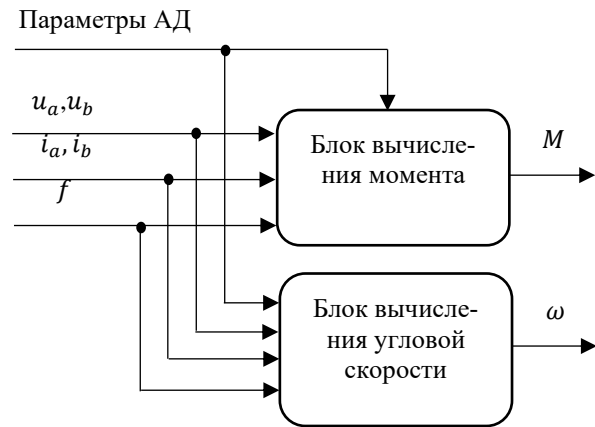 Параметры АД
u_a,u_b
i_a, i_b
f
Блок вычисле-
ния момента
M
Блок вычисле-
ния угловой
скорости
ω